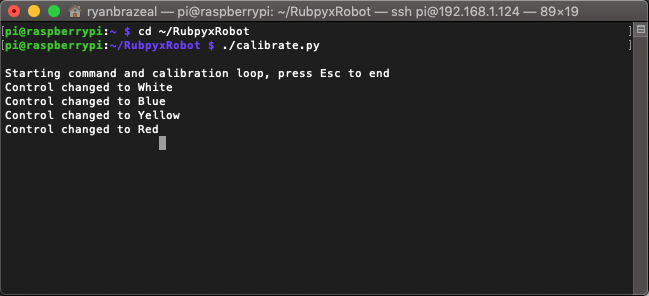 ryanbrazeal — pi@raspberrypi: ~/RubpyxRobot — ssh pi@192.168.1.124 — 89×19
[pi@raspberrypi:~ $ cd ~/RubpyxRobot ]
[pi@raspberrypi:~/RubpyxRobot $ ./calibrate.py ]
Starting command and calibration loop, press Esc to end
Control changed to White
Control changed to Blue
Control changed to Yellow
Control changed to Red